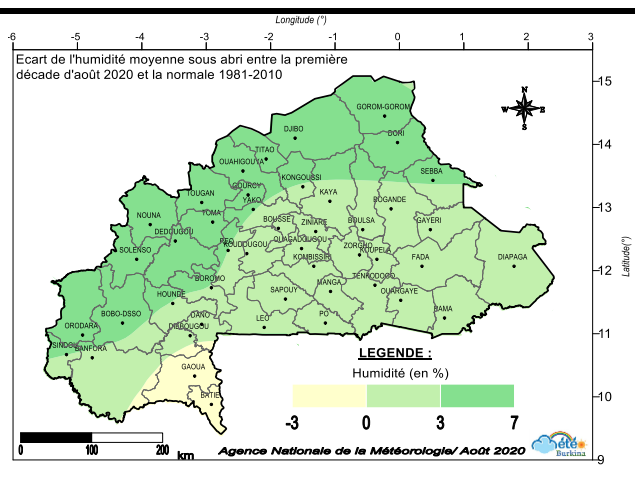 Longitude (°)
-6 -5 -4 -3 -2 -1 0 1 2 3
Ecart de l'humidité moyenne sous abri entre la première
décade d'août 2020 et la normale 1981-2010
15
N
W E
S
GOROM-GOROM
DJIBO
DORI
14
TITAO
OUAHIGOUYA
SEBBA
KONGOUSSI
GOURCY
KAYA
TOUGAN
YAKO
BOGANDE
13
NOUNA
TOMA
BOUSSE
ZINIARE
BOULSA
GAYERI
DEDOUGOU
REO
KOUDOUGOU
OUAGADOUGOU
ZORGHO
Latitude(°)
SOLENSO
KOMBISSIRI
KOUPELA
FADA
DIAPAGA
12
BOROMO
TENKODOGO
HOUNDE
SAPOUY
MANGA
OUARGAYE
BOBO-DSSO
DANO
LEO
PO
PAMA
ORODARA
DIEBOUGOU
11
SINDOU
BANFORA
LEGENDE :
GAOUA
Humidité (en %)
BATIE
10
-3 0 3 7
0 100 200
km
Agence Nationale de la Météorologie/ Août 2020
Météo
Burkina
9